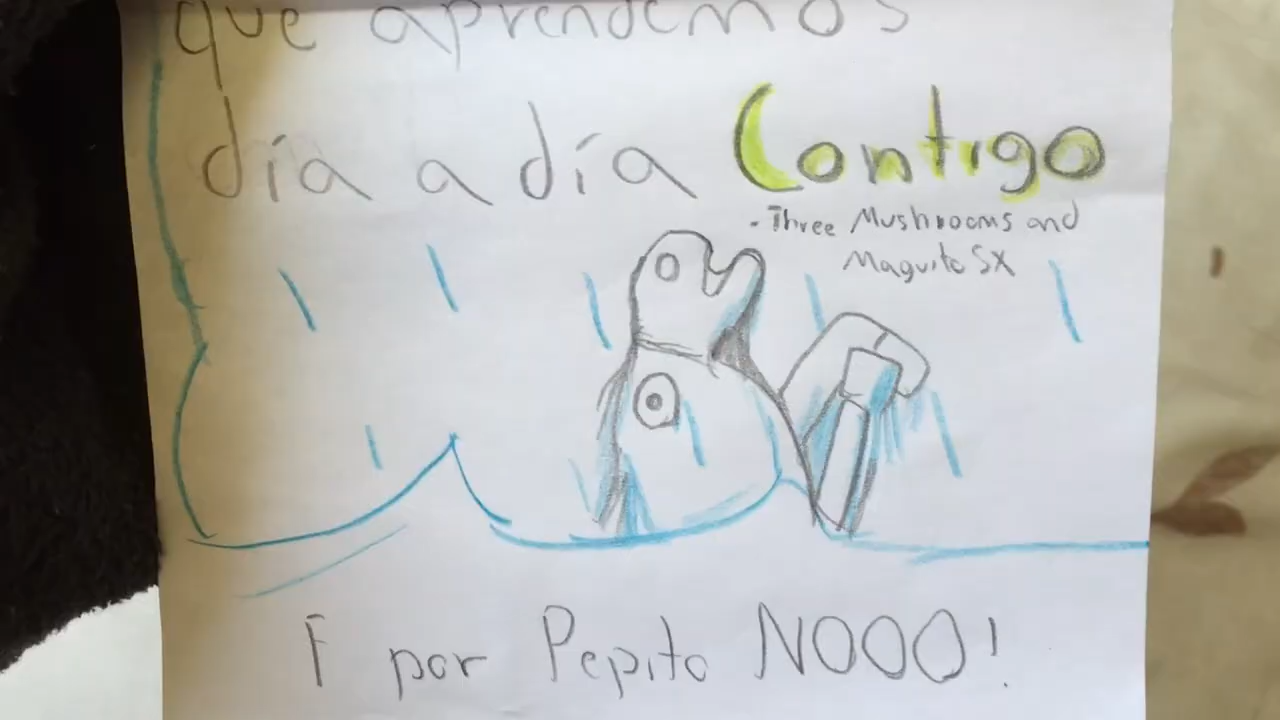 que aprendemos
día a día Contigo
- Three Mushrooms and
Maguito SX
F por Pepito NOOO!